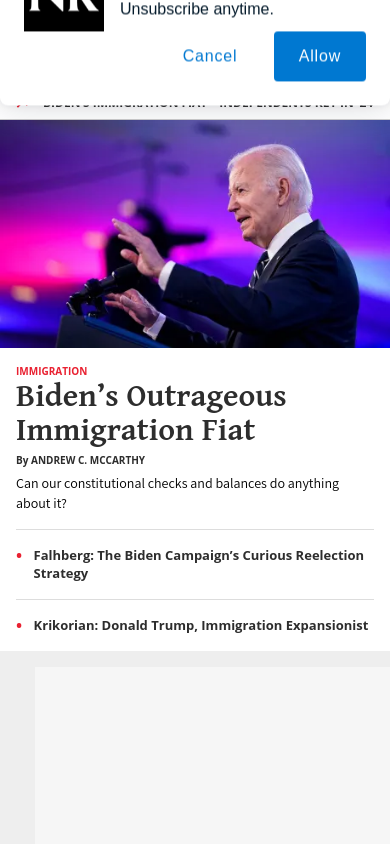 NR
Unsubscribe anytime.
Cancel
Allow
BIDEN'S IMMIGRATION FIAT
INDEPENDENTS KEY IN '24
IMMIGRATION
Biden’s Outrageous
Immigration Fiat
By ANDREW C. MCCARTHY
Can our constitutional checks and balances do anything
about it?
Falhberg: The Biden Campaign’s Curious Reelection
Strategy
Krikorian: Donald Trump, Immigration Expansionist